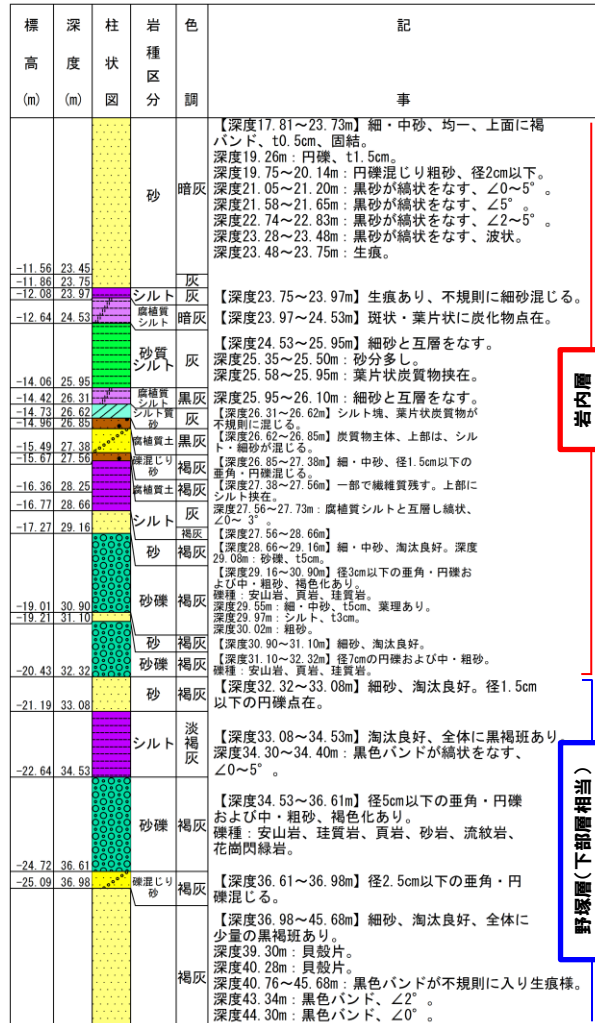 標高(m) 深度(m) 柱状図 岩種区分 色調 記事
砂 暗灰
【深度17.81～23.73m】細・中砂、均一、上面に褐
バンド、t0.5cm、固結。
深度19.26m：円礫、t1.5cm。
深度19.75～20.14m：円礫混じり粗砂、径2cm以下。
深度21.05～21.20m：黒砂が縞状をなす、∠0～5°。
深度21.58～21.65m：黒砂が縞状をなす、∠5°。
深度22.74～22.83m：黒砂が縞状をなす、∠2～5°。
深度23.28～23.48m：黒砂が縞状をなす、波状。
深度23.48～23.75m：生痕。
-11.56 23.45
灰
-11.86 23.75
シルト 灰
【深度23.75～23.97m】生痕あり、不規則に細砂混じる。
-12.08 23.97
腐植質
シルト
暗灰
【深度23.97～24.53m】斑状・葉片状に炭化物点在。
-12.64 24.53
砂質
シルト
灰
【深度24.53～25.95m】細砂と互層をなす。
深度25.35～25.50m：砂分多し。
深度25.58～25.95m：葉片状炭質物挟在。
-14.06 25.95
腐植質
シルト
黒灰
深度25.95～26.10m：細砂と互層をなす。
-14.42 26.31
シルト質
砂
灰
【深度26.31～26.62m】シルト塊、葉片状炭質物が
不規則に混じる。
-14.73 26.62
腐植質土 黒灰
【深度26.62～26.85m】炭質物主体、上部は、シル
ト・細砂が混じる。
-14.96 26.85
礫混じり
砂
褐灰
【深度26.85～27.38m】細・中砂、径1.5cm以下の
亜角・円礫混じる。
-15.49 27.38
腐植質土 褐灰
【深度27.38～27.56m】一部で繊維質残す。上部に
シルト挟在。
-15.67 27.56
シルト 灰
深度27.56～27.73m：腐植質シルトと互層し縞状、
∠0～ 3°。
-16.36 28.25
褐灰
【深度27.56～28.66m】
-16.77 28.66
砂 褐灰
【深度28.66～29.16m】細・中砂、淘汰良好。深度
29.08m：砂礫、t5cm。
-17.27 29.16
砂礫 褐灰
【深度29.16～30.90m】径3cm以下の亜角・円礫お
よび中・粗砂、褐色化あり。
礫種：安山岩、頁岩、珪質岩。
深度29.55m：細・中砂、t5cm、葉理あり。
深度29.97m：シルト、t3cm。
深度30.02m：粗砂。
-19.01 30.90
砂 褐灰
【深度30.90～31.10m】細砂、淘汰良好。
-19.21 31.10
砂礫 褐灰
【深度31.10～32.32m】径7cmの円礫および中・粗砂。
礫種：安山岩、頁岩、珪質岩。
-20.43 32.32
岩内層
砂 褐灰
【深度32.32～33.08m】細砂、淘汰良好。径1.5cm
以下の円礫点在。
-21.19 33.08
シルト 淡褐灰
【深度33.08～34.53m】淘汰良好、全体に黒褐班あり。
深度34.30～34.40m：黒色バンドが縞状をなす、
∠0～5°。
-22.64 34.53
砂礫 褐灰
【深度34.53～36.61m】径5cm以下の亜角・円礫
および中・粗砂、褐色化あり。
礫種：安山岩、珪質岩、頁岩、砂岩、流紋岩、
花崗閃緑岩。
-24.72 36.61
礫混じり
砂
褐灰
【深度36.61～36.98m】径2.5cm以下の亜角・円
礫混じる。
-25.09 36.98
褐灰
【深度36.98～45.68m】細砂、淘汰良好、全体に
少量の黒褐班あり。
深度39.30m：貝殻片。
深度40.28m：貝殻片。
深度40.76～45.68m：黒色バンドが不規則に入り生痕様。
深度43.34m：黒色バンド、∠2°。
深度44.30m：黒色バンド、∠0°。
野塚層(下部層相当)